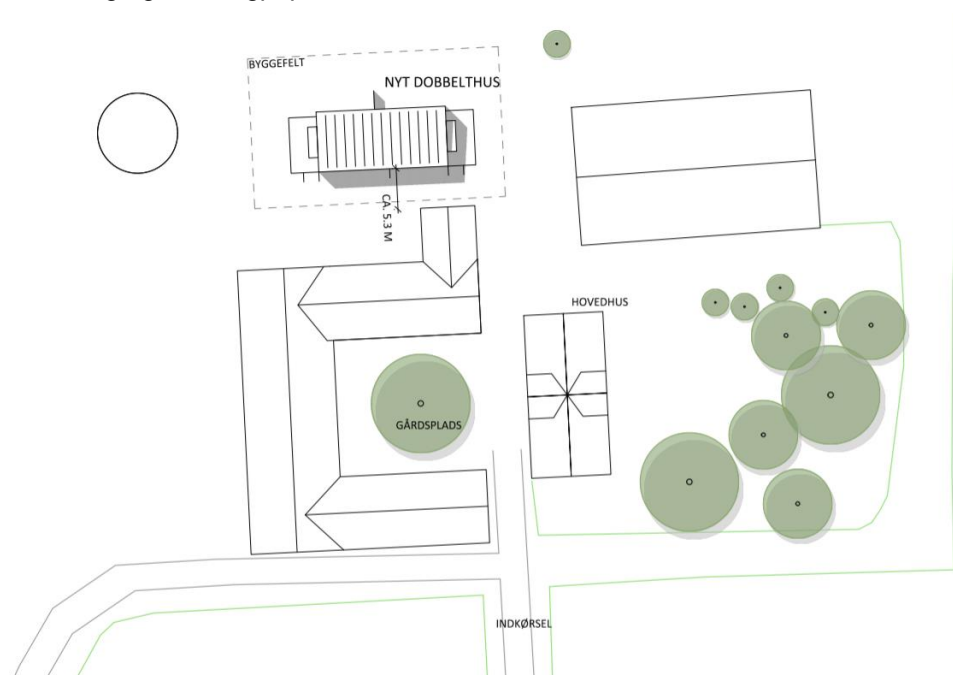 BYGGEFELT
NYT DOBBELTHUS
CA. 5.3 M
HOVEDHUS
GÅRDSPLADS
INDKØRSEL